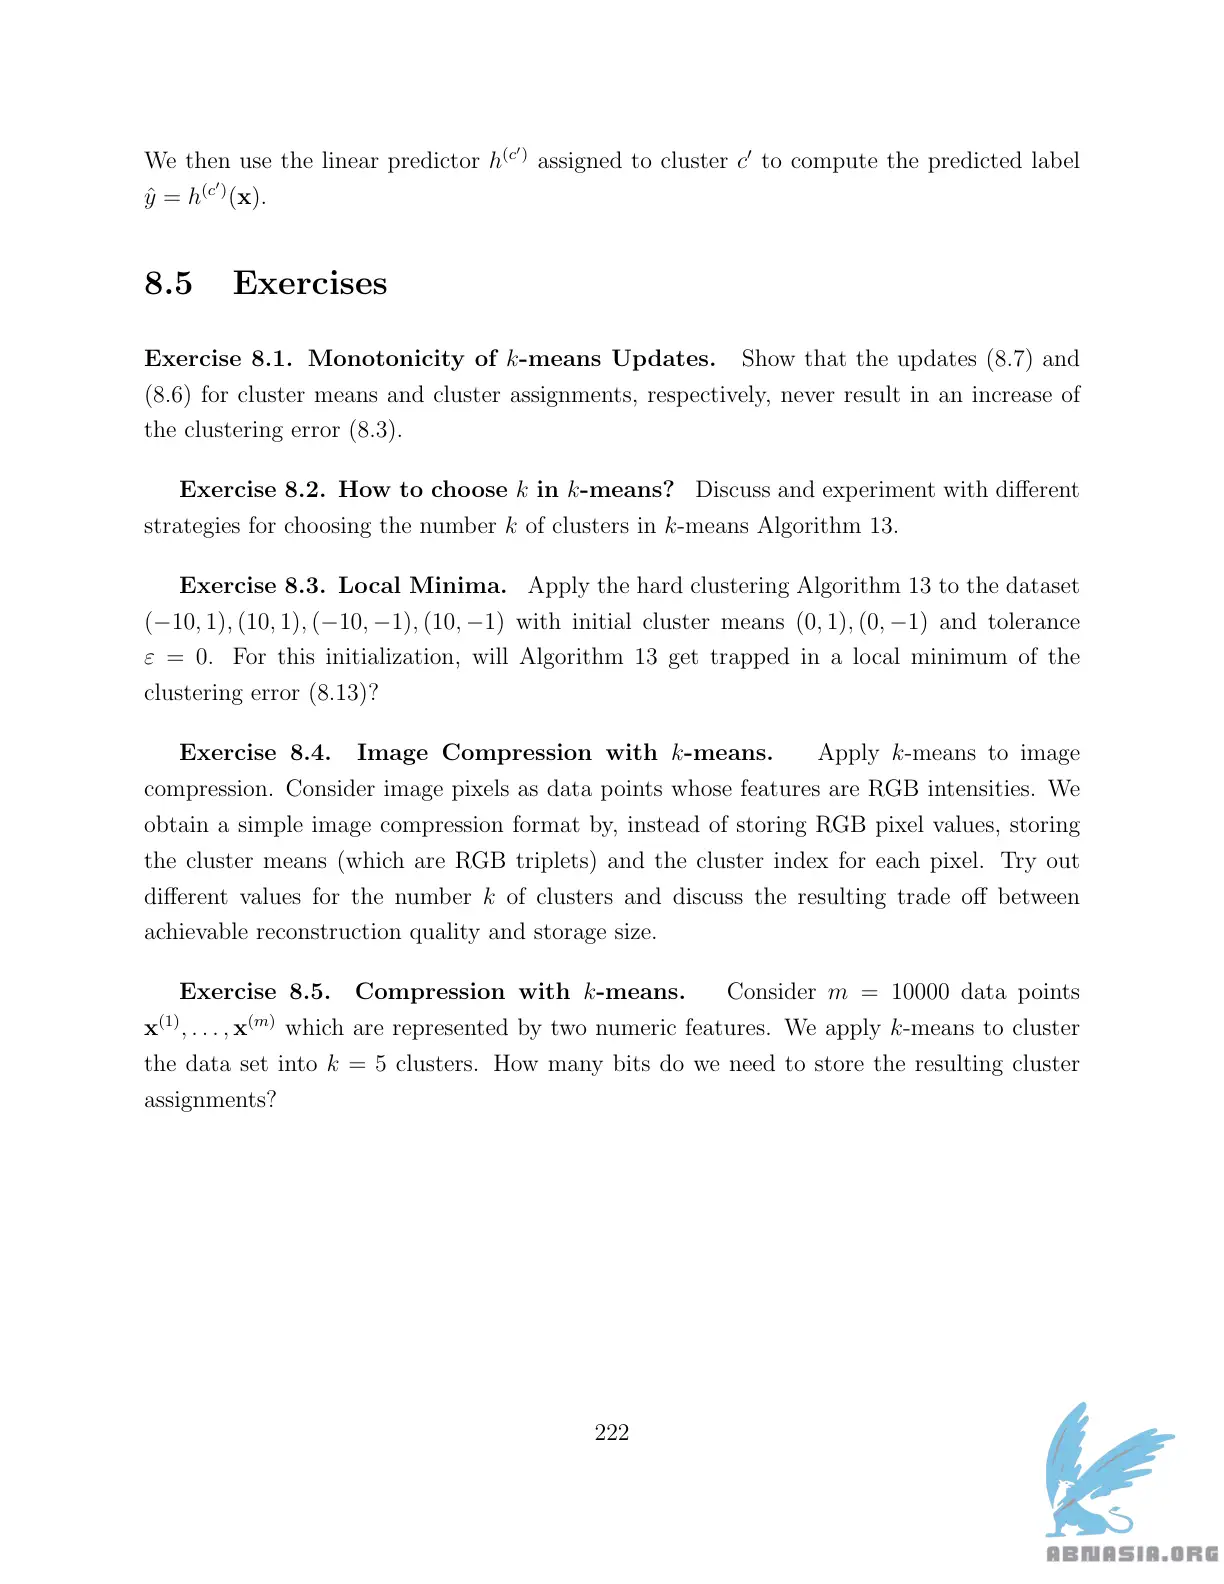 We then use the linear predictor h^(c′) assigned to cluster c′ to compute the predicted label
ŷ = h^(c′)(x).
8.5 Exercises
Exercise 8.1. Monotonicity of k-means Updates. Show that the updates (8.7) and
(8.6) for cluster means and cluster assignments, respectively, never result in an increase of
the clustering error (8.3).
Exercise 8.2. How to choose k in k-means? Discuss and experiment with different
strategies for choosing the number k of clusters in k-means Algorithm 13.
Exercise 8.3. Local Minima. Apply the hard clustering Algorithm 13 to the dataset
(−10, 1), (10, 1), (−10, −1), (10, −1) with initial cluster means (0, 1), (0, −1) and tolerance
ε = 0. For this initialization, will Algorithm 13 get trapped in a local minimum of the
clustering error (8.13)?
Exercise 8.4. Image Compression with k-means. Apply k-means to image
compression. Consider image pixels as data points whose features are RGB intensities. We
obtain a simple image compression format by, instead of storing RGB pixel values, storing
the cluster means (which are RGB triplets) and the cluster index for each pixel. Try out
different values for the number k of clusters and discuss the resulting trade off between
achievable reconstruction quality and storage size.
Exercise 8.5. Compression with k-means. Consider m = 10000 data points
x^(1), . . . , x^(m) which are represented by two numeric features. We apply k-means to cluster
the data set into k = 5 clusters. How many bits do we need to store the resulting cluster
assignments?
222
ABNASIA.ORG